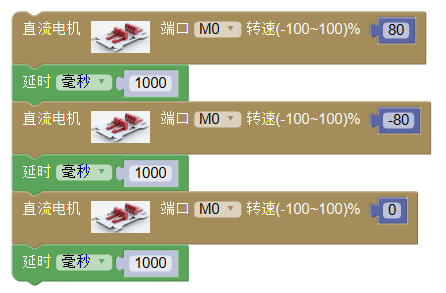 直流电机 端口 M0 转速(-100~100)% 80
延时 毫秒 1000
直流电机 端口 M0 转速(-100~100)% -80
延时 毫秒 1000
直流电机 端口 M0 转速(-100~100)% 0
延时 毫秒 1000